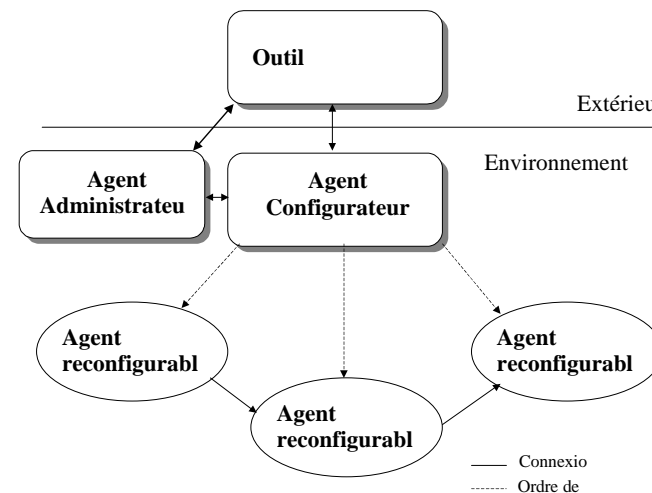 Outil
Extérieu
Environnement
Agent
Administrateu
Agent
Configurateur
Agent
reconfigurabl
Agent
reconfigurabl
Agent
reconfigurabl
Connexio
Ordre de